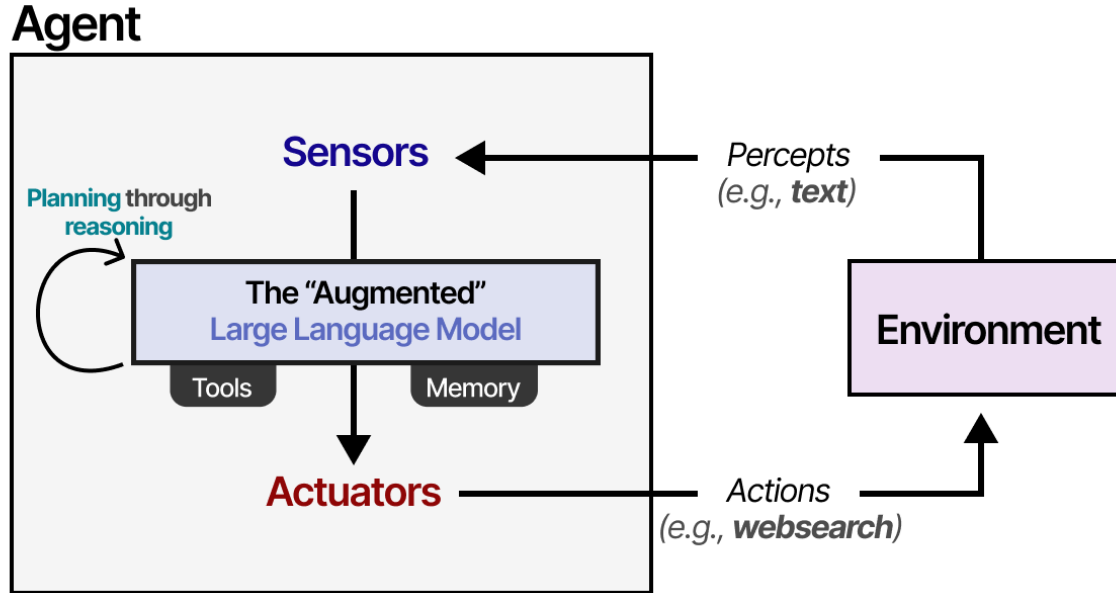 Agent
Sensors
Percepts
(e.g., text)
Planning through
reasoning
The “Augmented”
Large Language Model
Tools
Memory
Environment
Actuators
Actions
(e.g., websearch)